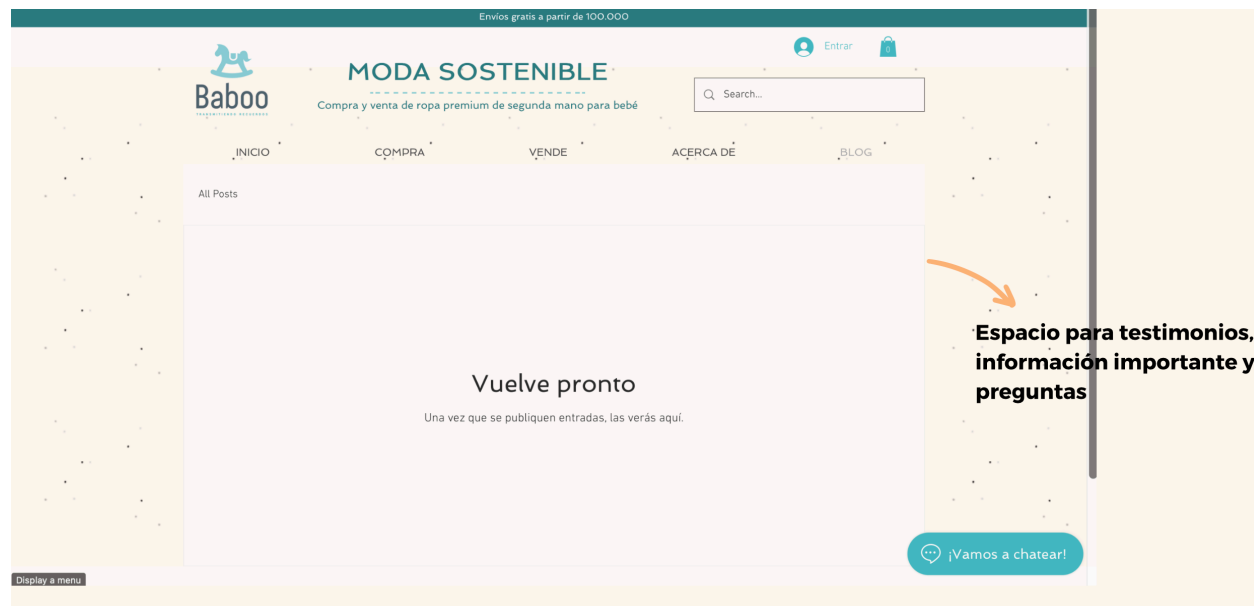 Envíos gratis a partir de 100.000
Entrar
0
Baboo
TRANSMITIENDO RECUERDOS
MODA SOSTENIBLE
Compra y venta de ropa premium de segunda mano para bebé
Search...
INICIO
COMPRA
VENDE
ACERCA DE
BLOG
All Posts
Vuelve pronto
Una vez que se publiquen entradas, las verás aquí.
Espacio para testimonios,
información importante y
preguntas
¡Vamos a chatear!
Display a menu